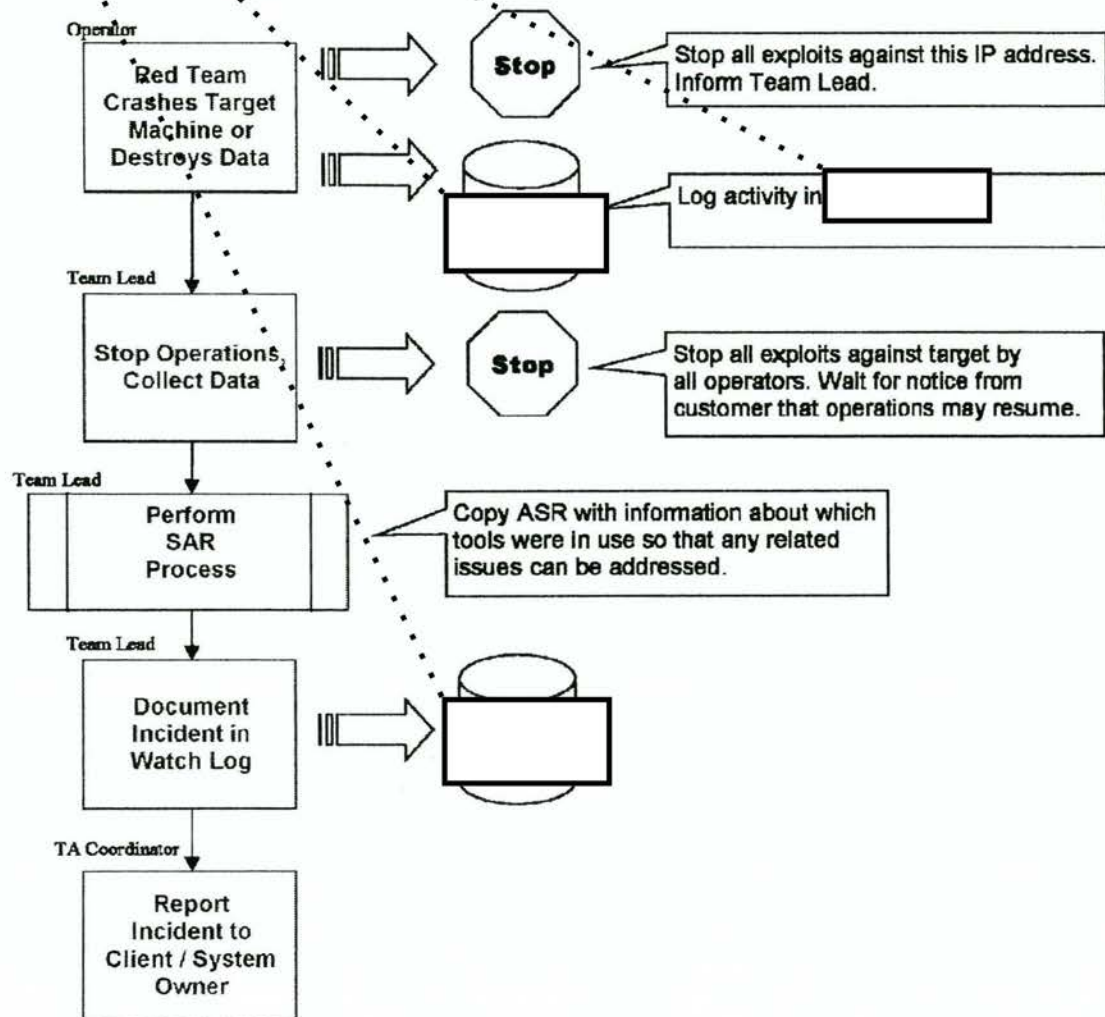 Operator
Red Team
Crashes Target
Machine or
Destroys Data
Stop
Stop all exploits against this IP address.
Inform Team Lead.
Log activity in
Team Lead
Stop Operations,
Collect Data
Stop
Stop all exploits against target by
all operators. Wait for notice from
customer that operations may resume.
Team Lead
Perform
SAR
Process
Copy ASR with information about which
tools were in use so that any related
issues can be addressed.
Team Lead
Document
Incident in
Watch Log
TA Coordinator
Report
Incident to
Client / System
Owner